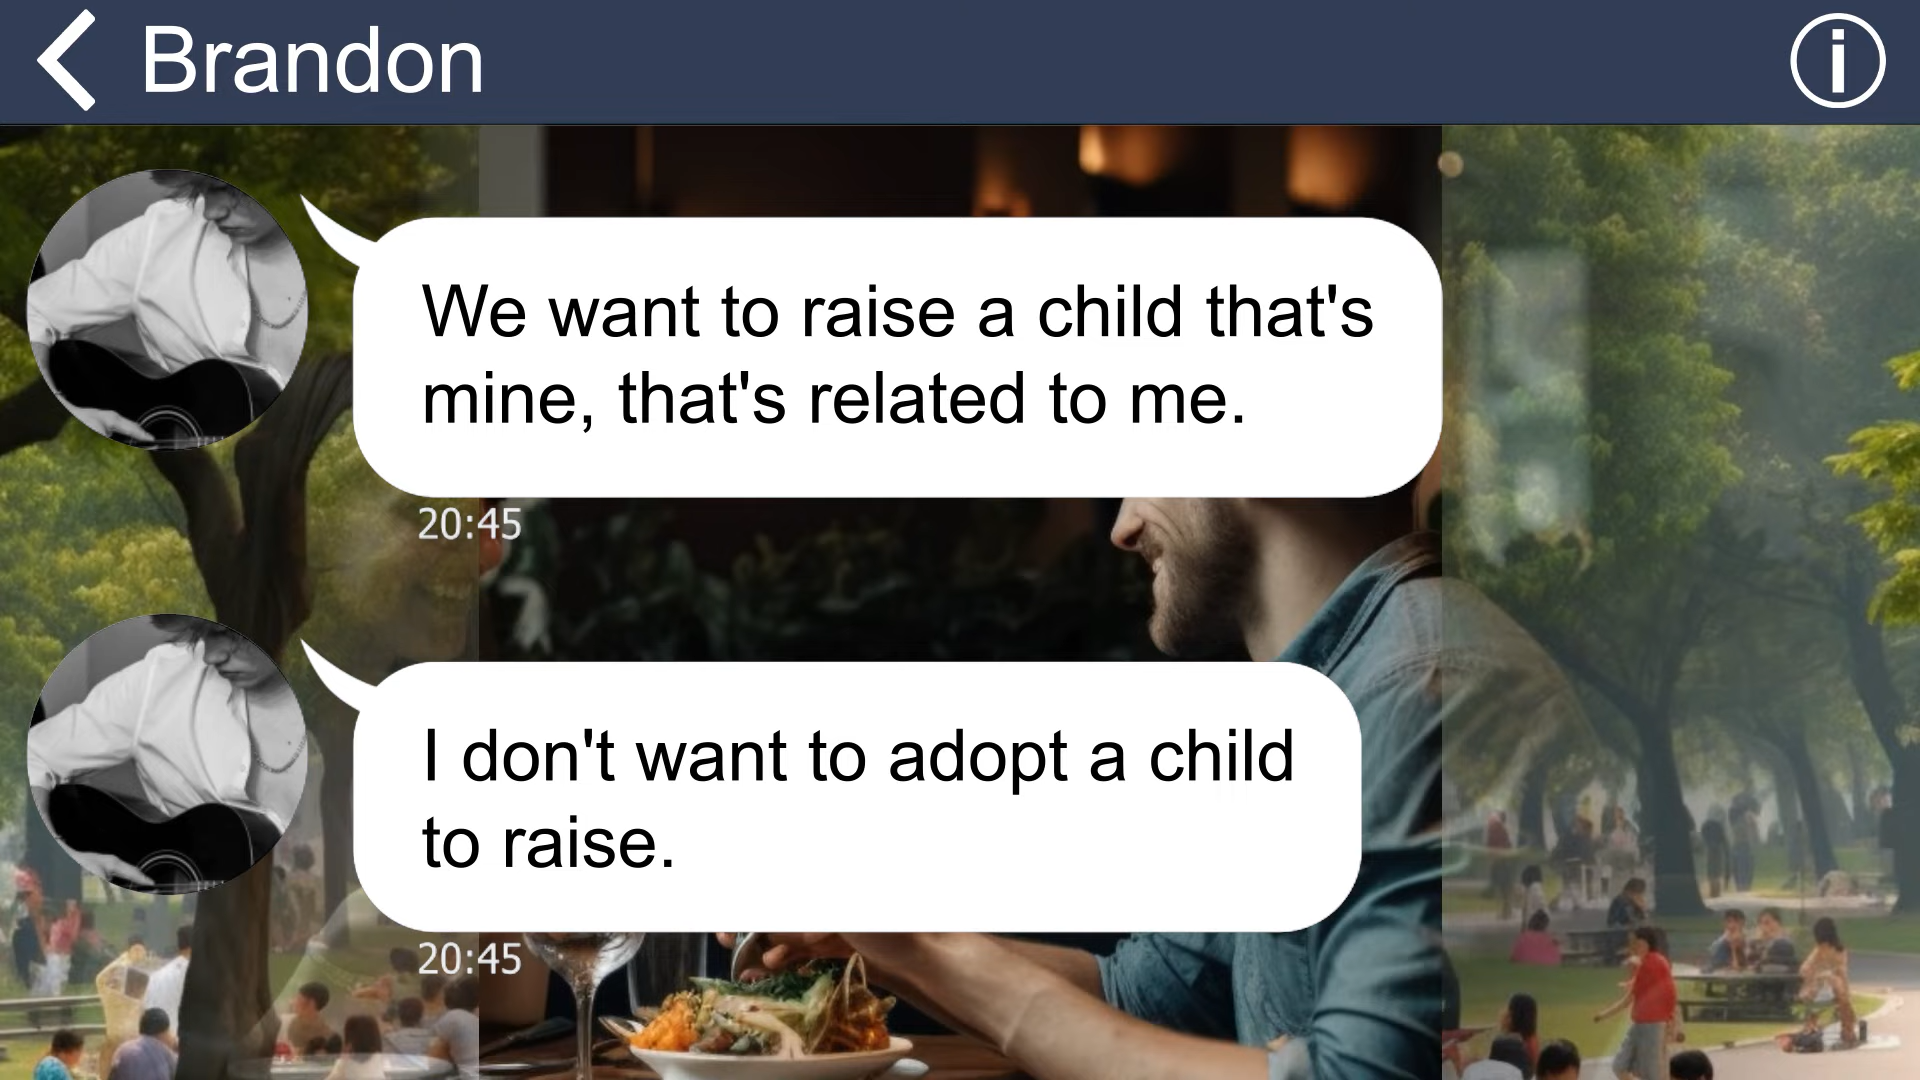 Brandon
We want to raise a child that's
mine, that's related to me.
20:45
I don't want to adopt a child
to raise.
20:45